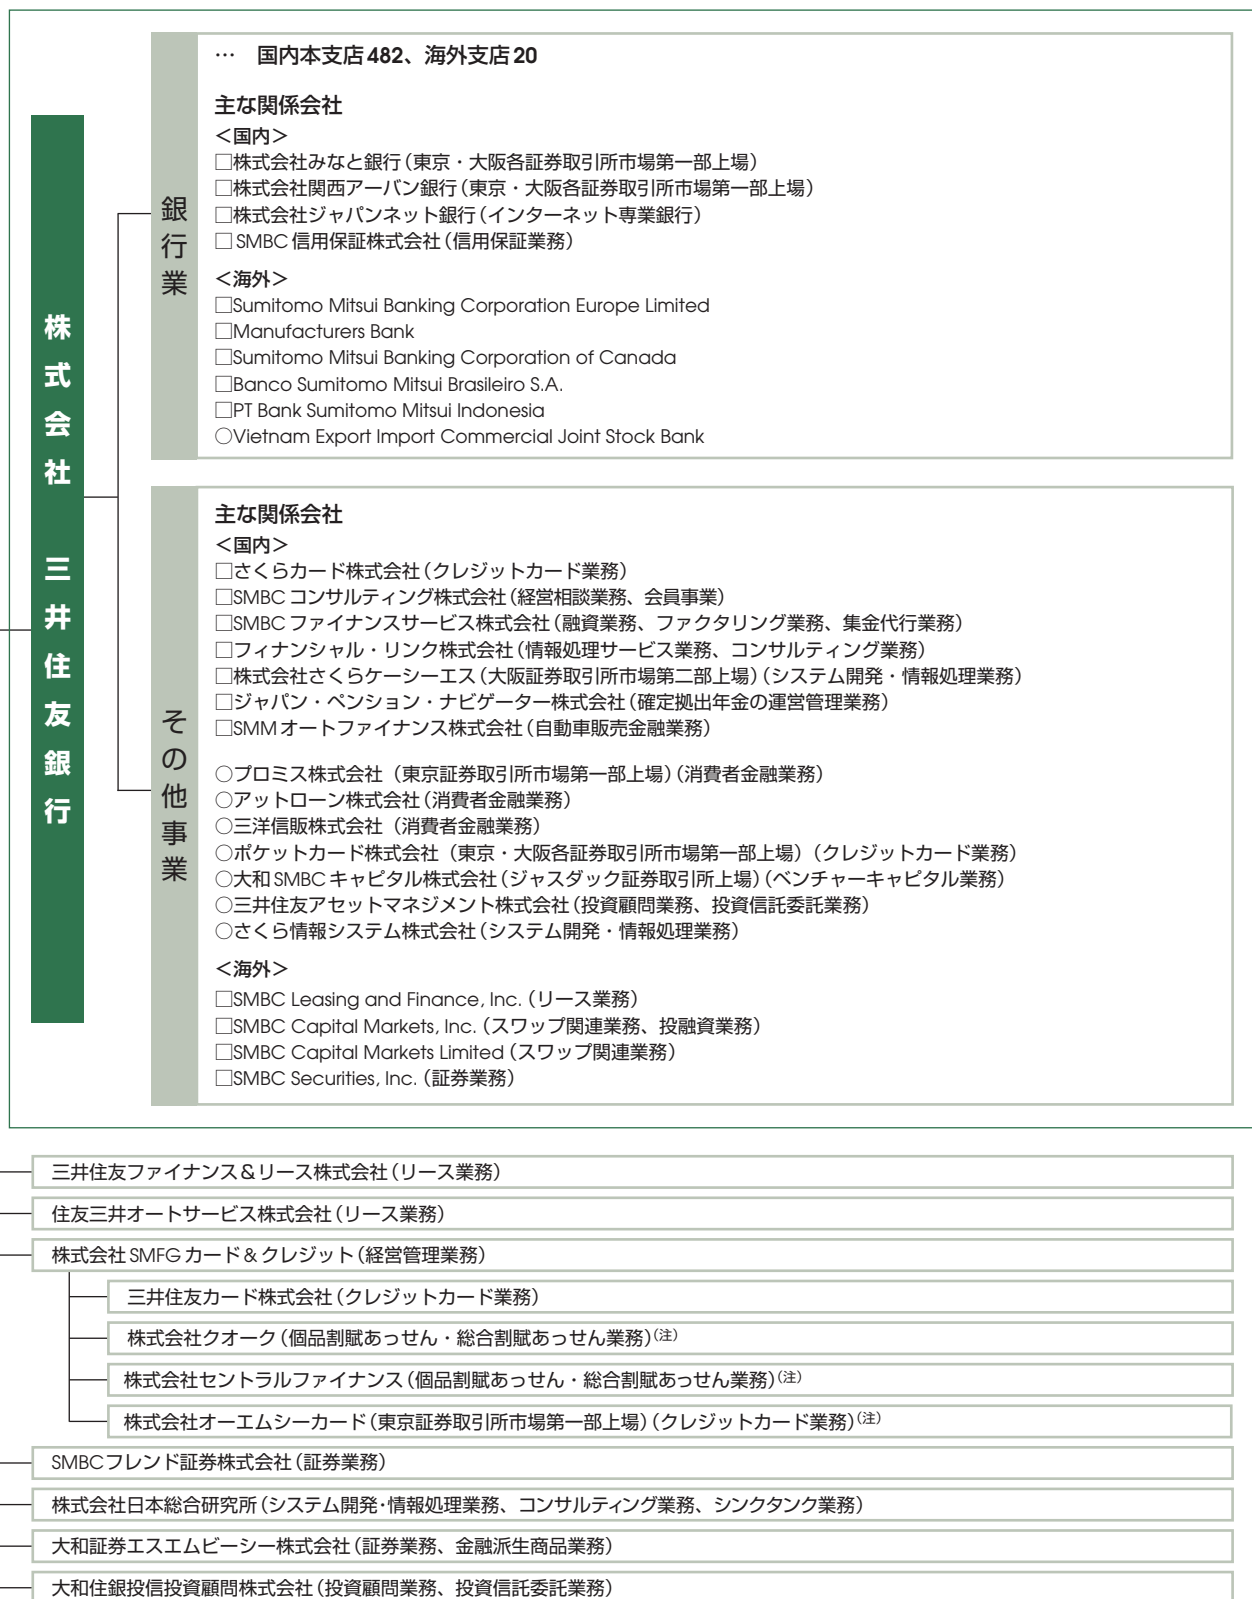 株式会社 三井住友銀行
銀行業
… 国内本支店482、海外支店20
主な関係会社
＜国内＞
□株式会社みなと銀行（東京・大阪各証券取引所市場第一部上場）
□株式会社関西アーバン銀行（東京・大阪各証券取引所市場第一部上場）
□株式会社ジャパンネット銀行（インターネット専業銀行）
□SMBC信用保証株式会社（信用保証業務）
＜海外＞
□Sumitomo Mitsui Banking Corporation Europe Limited
□Manufacturers Bank
□Sumitomo Mitsui Banking Corporation of Canada
□Banco Sumitomo Mitsui Brasileiro S.A.
□PT Bank Sumitomo Mitsui Indonesia
○Vietnam Export Import Commercial Joint Stock Bank
その他事業
主な関係会社
＜国内＞
□さくらカード株式会社（クレジットカード業務）
□SMBCコンサルティング株式会社（経営相談業務、会員事業）
□SMBCファイナンスサービス株式会社（融資業務、ファクタリング業務、集金代行業務）
□フィナンシャル・リンク株式会社（情報処理サービス業務、コンサルティング業務）
□株式会社さくらケーシーエス（大阪証券取引所市場第二部上場）（システム開発・情報処理業務）
□ジャパン・ペンション・ナビゲーター株式会社（確定拠出年金の運営管理業務）
□SMMオートファイナンス株式会社（自動車販売金融業務）
○プロミス株式会社（東京証券取引所市場第一部上場）（消費者金融業務）
○アットローン株式会社（消費者金融業務）
○三洋信販株式会社（消費者金融業務）
○ポケットカード株式会社（東京・大阪各証券取引所市場第一部上場）（クレジットカード業務）
○大和SMBCキャピタル株式会社（ジャスダック証券取引所上場）（ベンチャーキャピタル業務）
○三井住友アセットマネジメント株式会社（投資顧問業務、投資信託委託業務）
○さくら情報システム株式会社（システム開発・情報処理業務）
＜海外＞
□SMBC Leasing and Finance, Inc.（リース業務）
□SMBC Capital Markets, Inc.（スワップ関連業務、投融資業務）
□SMBC Capital Markets Limited（スワップ関連業務）
□SMBC Securities, Inc.（証券業務）
三井住友ファイナンス＆リース株式会社（リース業務）
住友三井オートサービス株式会社（リース業務）
株式会社SMFGカード＆クレジット（経営管理業務）
三井住友カード株式会社（クレジットカード業務）
株式会社クオーク（個品割賦あっせん・総合割賦あっせん業務）（注）
株式会社セントラルファイナンス（個品割賦あっせん・総合割賦あっせん業務）（注）
株式会社オーエムシーカード（東京証券取引所市場第一部上場）（クレジットカード業務）（注）
SMBCフレンド証券株式会社（証券業務）
株式会社日本総合研究所（システム開発・情報処理業務、コンサルティング業務、シンクタンク業務）
大和証券エスエムビーシー株式会社（証券業務、金融派生商品業務）
大和住銀投信投資顧問株式会社（投資顧問業務、投資信託委託業務）